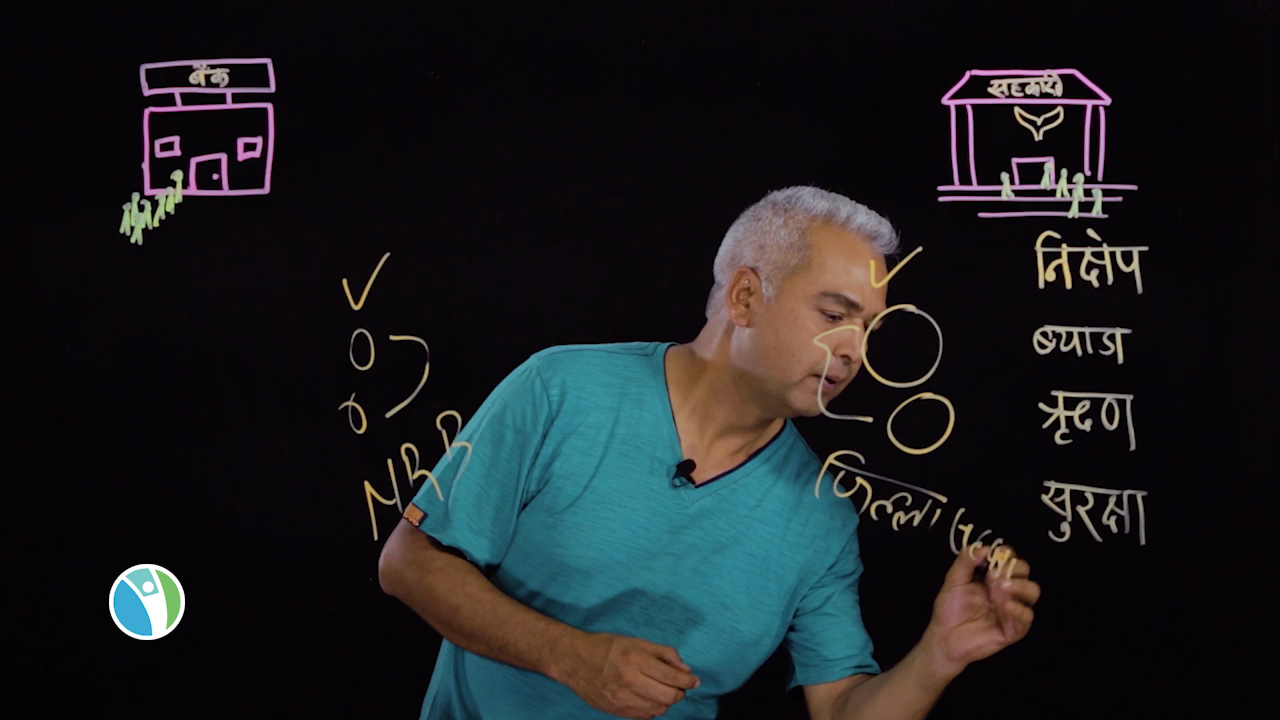 बैंक
सहकारी
निक्षेप
ब्याज
ऋण
सुरक्षा
NRB
जिल्ला